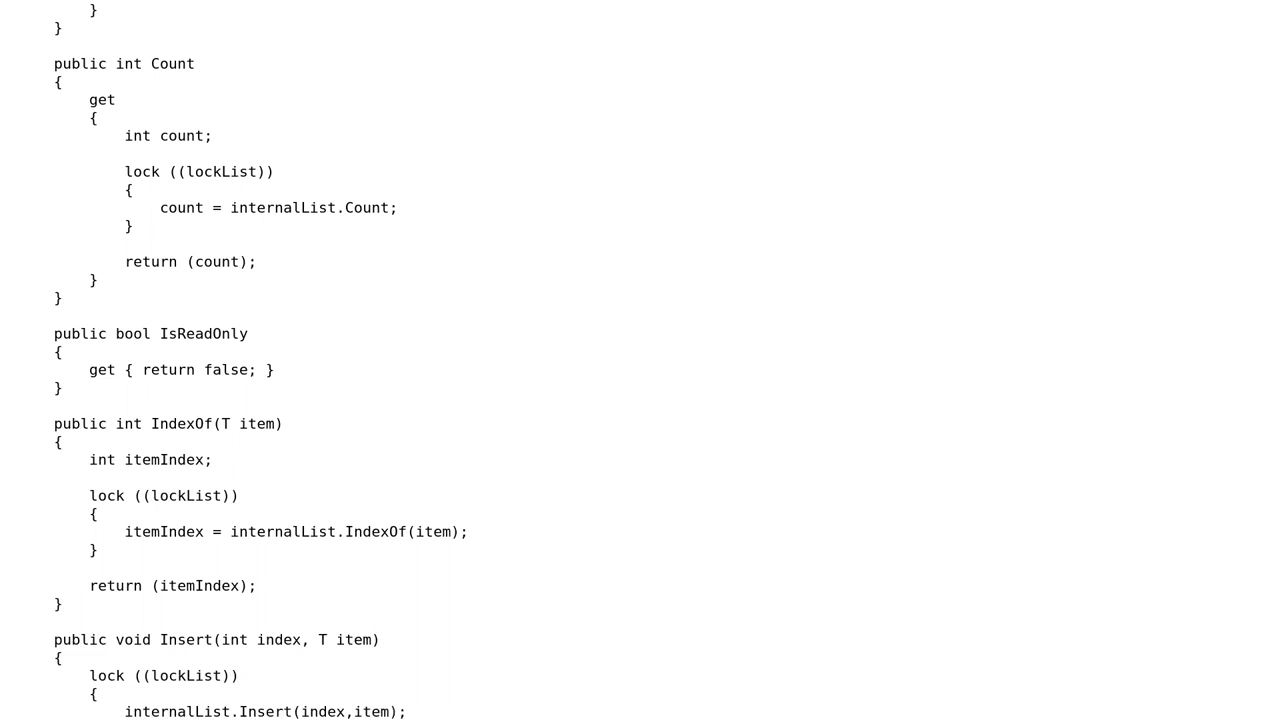 }
    }

    public int Count
    {
        get
        {
            int count;

            lock ((lockList))
            {
                count = internalList.Count;
            }

            return (count);
        }
    }

    public bool IsReadOnly
    {
        get { return false; }
    }

    public int IndexOf(T item)
    {
        int itemIndex;

        lock ((lockList))
        {
            itemIndex = internalList.IndexOf(item);
        }

        return (itemIndex);
    }

    public void Insert(int index, T item)
    {
        lock ((lockList))
        {
            internalList.Insert(index,item);